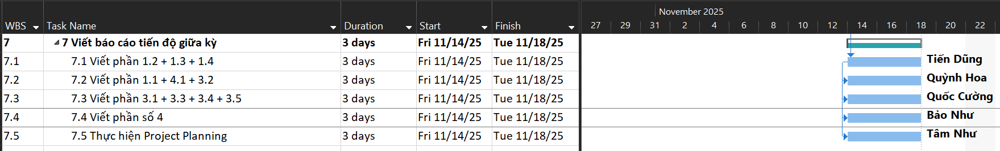 November 2025
WBS Task Name Duration Start Finish 27 29 31 2 4 6 8 10 12 14 16 18 20 22
7 7 Viết báo cáo tiến độ giữa kỳ 3 days Fri 11/14/25 Tue 11/18/25
7.1 7.1 Viết phần 1.2 + 1.3 + 1.4 3 days Fri 11/14/25 Tue 11/18/25 Tiến Dũng
7.2 7.2 Viết phần 1.1 + 4.1 + 3.2 3 days Fri 11/14/25 Tue 11/18/25 Quỳnh Hoa
7.3 7.3 Viết phần 3.1 + 3.3 + 3.4 + 3.5 3 days Fri 11/14/25 Tue 11/18/25 Quốc Cường
7.4 7.4 Viết phần số 4 3 days Fri 11/14/25 Tue 11/18/25 Bảo Như
7.5 7.5 Thực hiện Project Planning 3 days Fri 11/14/25 Tue 11/18/25 Tâm Như